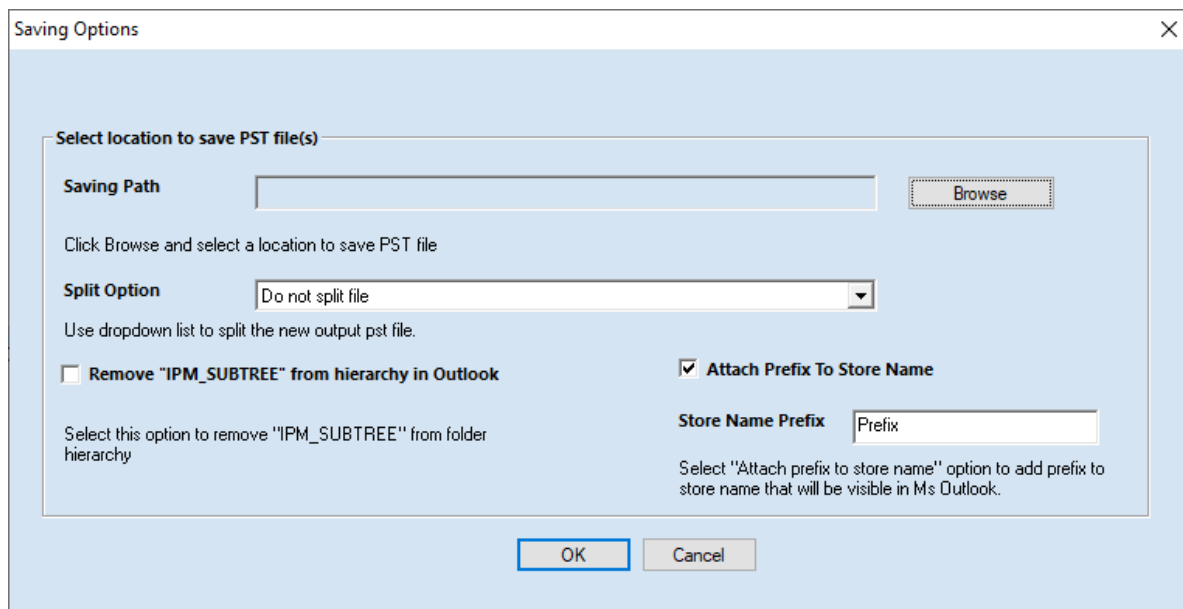 Saving Options
Select location to save PST file(s)
Saving Path
Browse
Click Browse and select a location to save PST file
Split Option
Do not split file
Use dropdown list to split the new output pst file.
Remove "IPM_SUBTREE" from hierarchy in Outlook
Select this option to remove "IPM_SUBTREE" from folder
hierarchy
Attach Prefix To Store Name
Store Name Prefix
Prefix
Select "Attach prefix to store name" option to add prefix to
store name that will be visible in Ms Outlook.
OK
Cancel